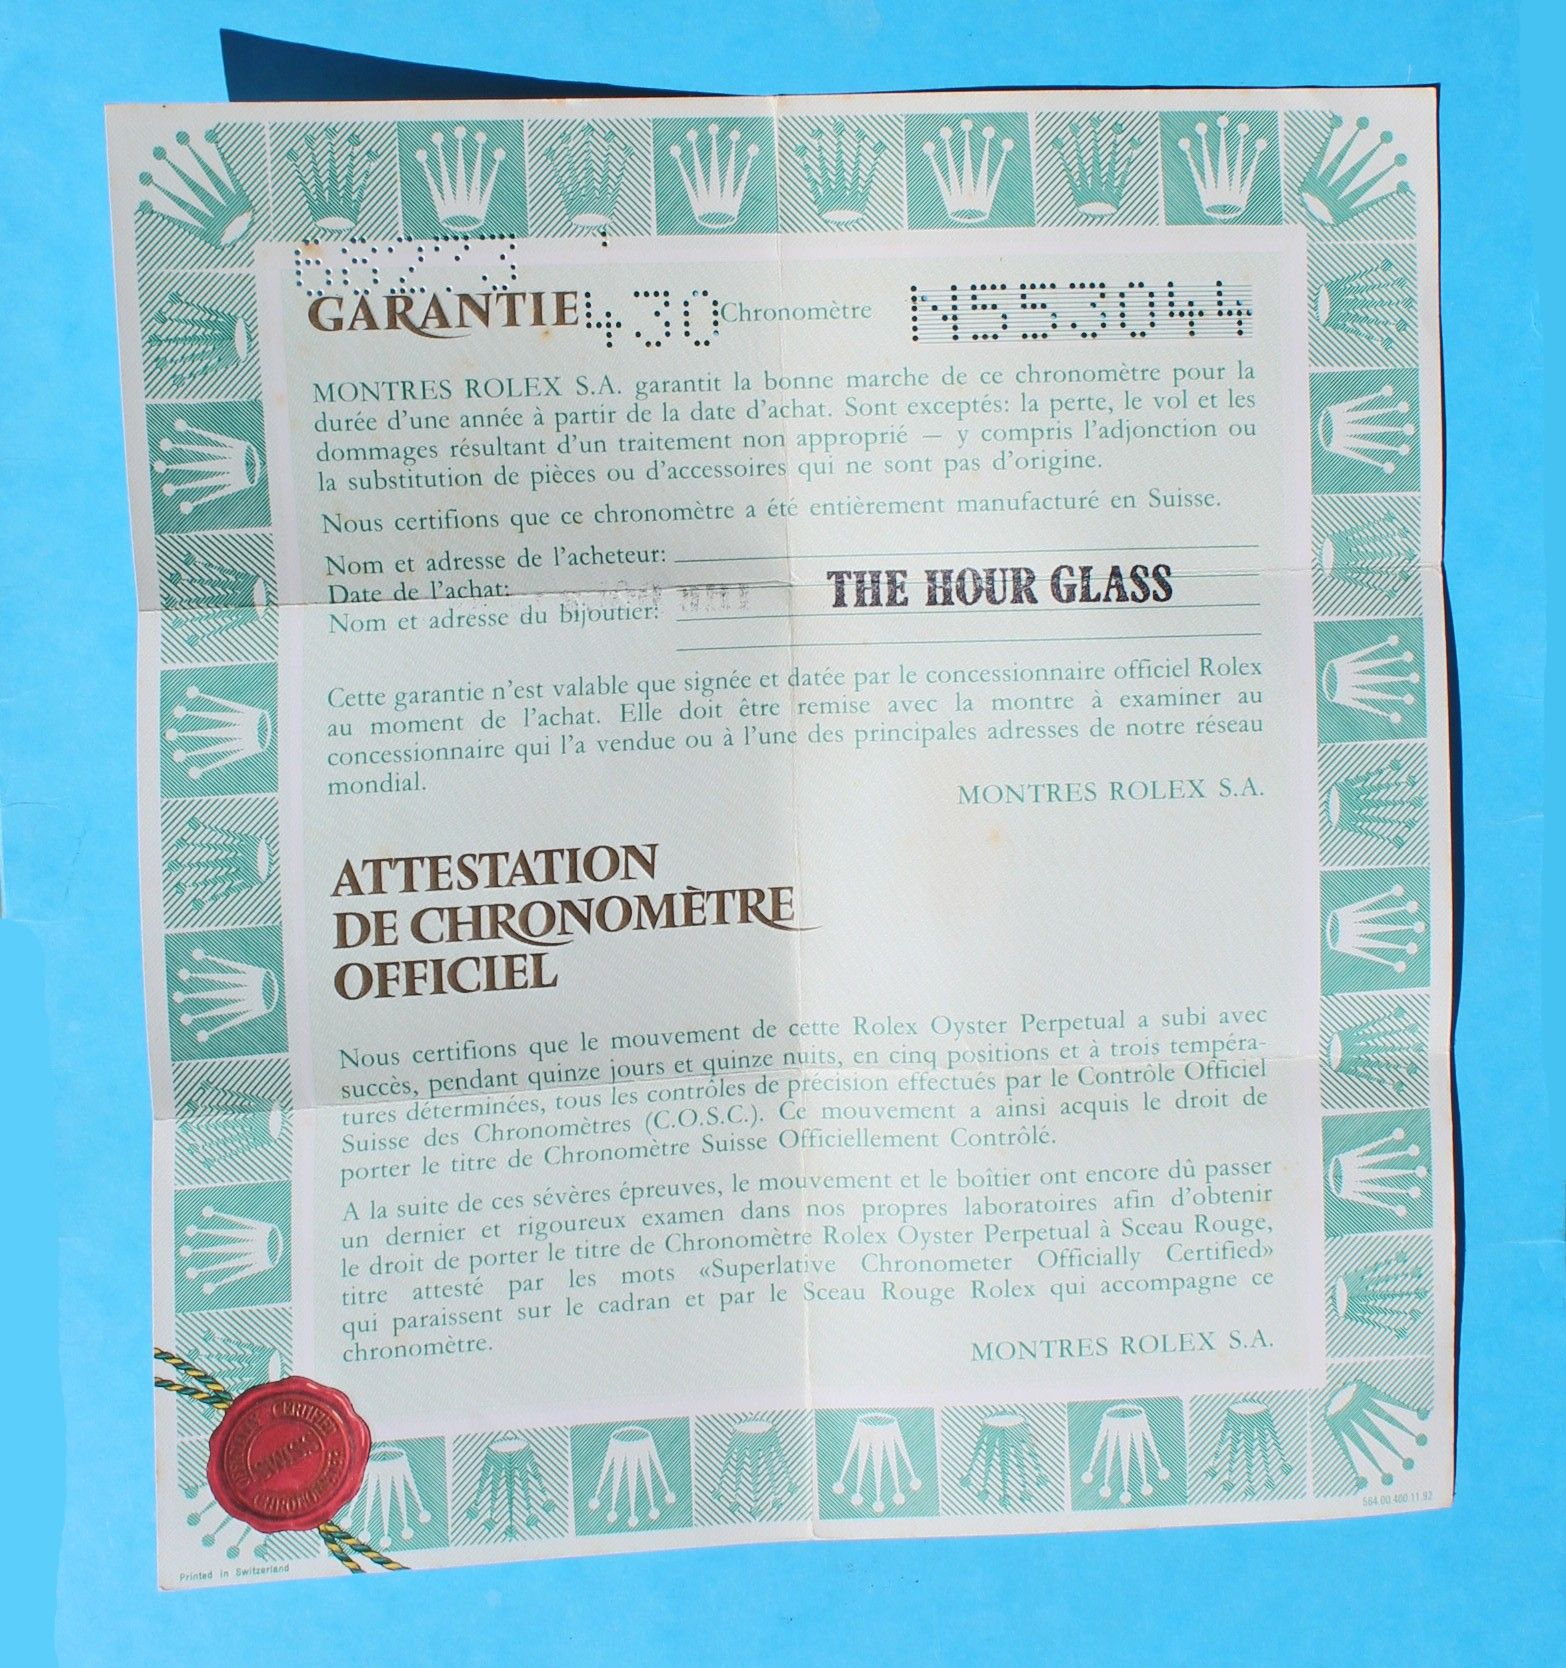 68273
GARANTIE 430 Chronomètre N553044
MONTRES ROLEX S.A. garantit la bonne marche de ce chronomètre pour la
durée d'une année à partir de la date d'achat. Sont exceptés: la perte, le vol et les
dommages résultant d'un traitement non approprié — y compris l'adjonction ou
la substitution de pièces ou d'accessoires qui ne sont pas d'origine.
Nous certifions que ce chronomètre a été entièrement manufacturé en Suisse.
Nom et adresse de l'acheteur:
Date de l'achat:
THE HOUR GLASS
Nom et adresse du bijoutier:
Cette garantie n'est valable que signée et datée par le concessionnaire officiel Rolex
au moment de l'achat. Elle doit être remise avec la montre à examiner au
concessionnaire qui l'a vendue ou à l'une des principales adresses de notre réseau
mondial.
MONTRES ROLEX S.A.
ATTESTATION
DE CHRONOMÈTRE
OFFICIEL
Nous certifions que le mouvement de cette Rolex Oyster Perpetual a subi avec
succès, pendant quinze jours et quinze nuits, en cinq positions et à trois tempéra-
tures déterminées, tous les contrôles de précision effectués par le Contrôle Officiel
Suisse des Chronomètres (C.O.S.C.). Ce mouvement a ainsi acquis le droit de
porter le titre de Chronomètre Suisse Officiellement Contrôlé.
A la suite de ces sévères épreuves, le mouvement et le boîtier ont encore dû passer
un dernier et rigoureux examen dans nos propres laboratoires afin d'obtenir
le droit de porter le titre de Chronomètre Rolex Oyster Perpetual à Sceau Rouge,
titre attesté par les mots «Superlative Chronometer Officially Certified»
qui paraissent sur le cadran et par le Sceau Rouge Rolex qui accompagne ce
chronomètre.
MONTRES ROLEX S.A.
OFFICIALLY CERTIFIED
SWISS
CHRONOMETER
564.00.400.11.92
Printed in Switzerland